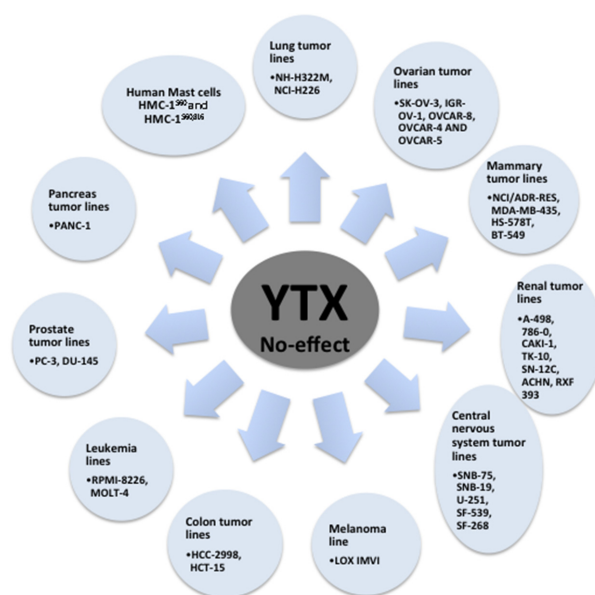 Lung tumor
lines
•NH-H322M,
NCI-H226
Ovarian tumor
lines
•SK-OV-3, IGR-
OV-1, OVCAR-8,
OVCAR-4 AND
OVCAR-5
Mammary
tumor lines
•NCI/ADR-RES,
MDA-MB-435,
HS-578T,
BT-549
Renal tumor
lines
•A-498,
786-0,
CAKI-1,
TK-10,
SN-12C,
ACHN, RXF
393
Central
nervous
system tumor
lines
•SNB-75,
SNB-19,
U-251,
SF-539,
SF-268
Melanoma
line
•LOX IMVI
Colon tumor
lines
•HCC-2998,
HCT-15
Leukemia
lines
•RPMI-8226,
MOLT-4
Prostate
tumor lines
•PC-3, DU-145
Pancreas
tumor lines
•PANC-1
Human Mast cells
HMC-1560 and
HMC-1560,816
YTX
No-effect